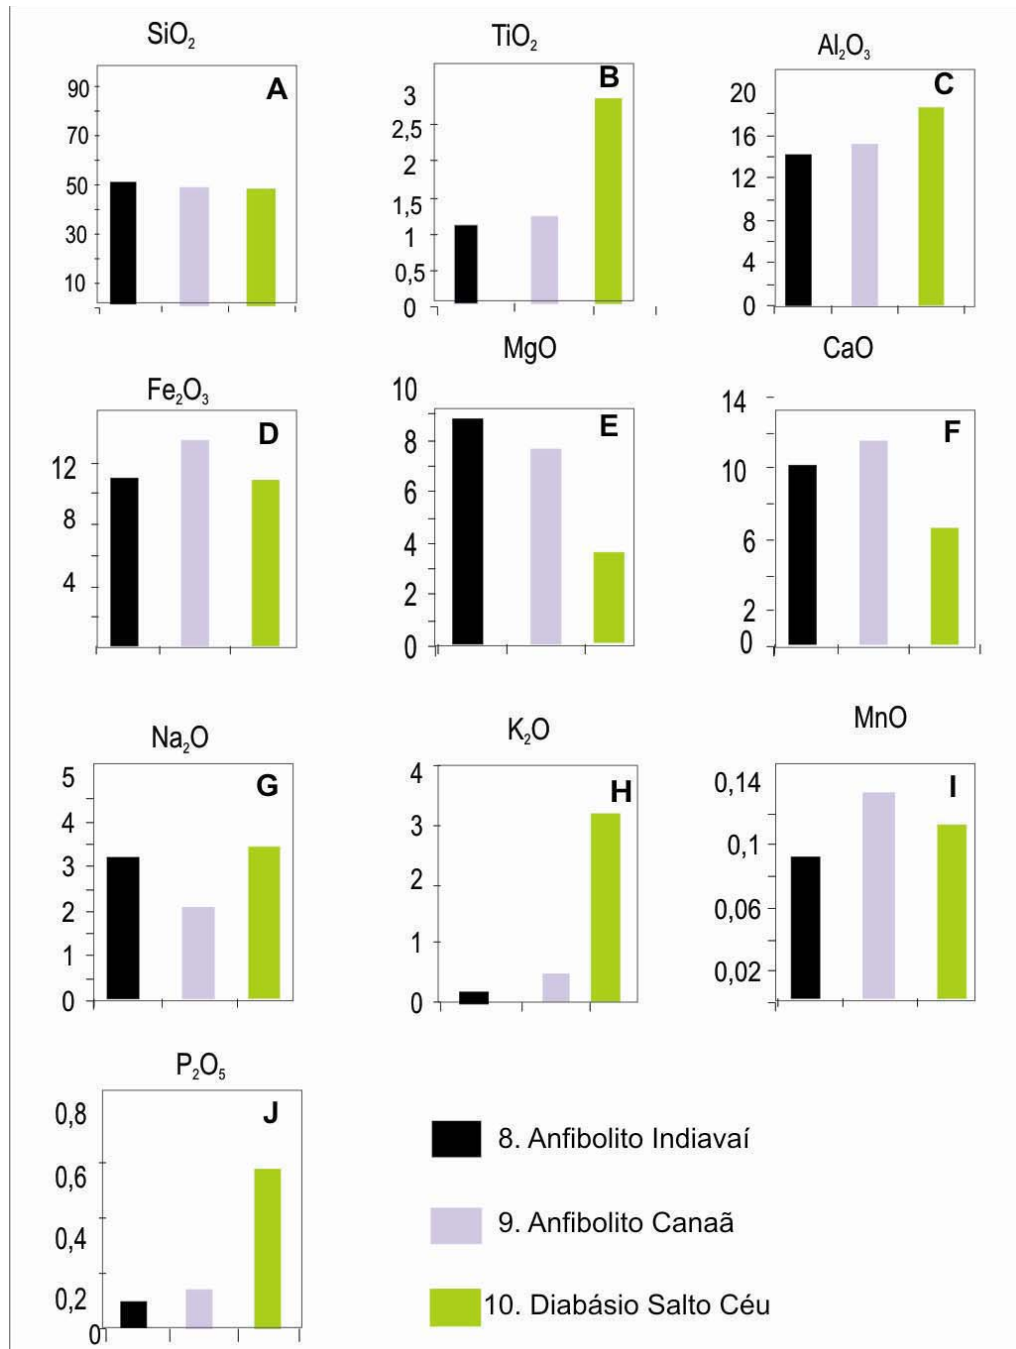 SiO₂
A
90
70
50
30
10
TiO₂
B
3
2,5
2
1,5
1
0,5
0
Al₂O₃
C
20
16
12
8
4
0
Fe₂O₃
D
12
8
4
MgO
E
10
8
6
4
2
0
CaO
F
14
10
6
2
0
Na₂O
G
5
4
3
2
1
0
K₂O
H
4
3
2
1
0
MnO
I
0,14
0,1
0,06
0,02
P₂O₅
J
0,8
0,6
0,4
0,2
0
8. Anfibolito Indiavaí
9. Anfibolito Canaã
10. Diabásio Salto Céu